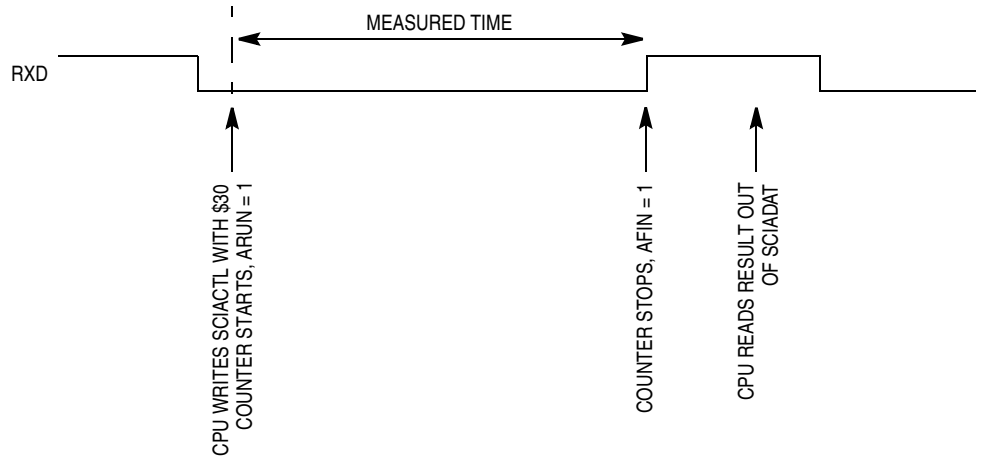 MEASURED TIME
RXD
CPU WRITES SCIACTL WITH $30
COUNTER STARTS, ARUN = 1
COUNTER STOPS, AFIN = 1
CPU READS RESULT OUT
OF SCIADAT